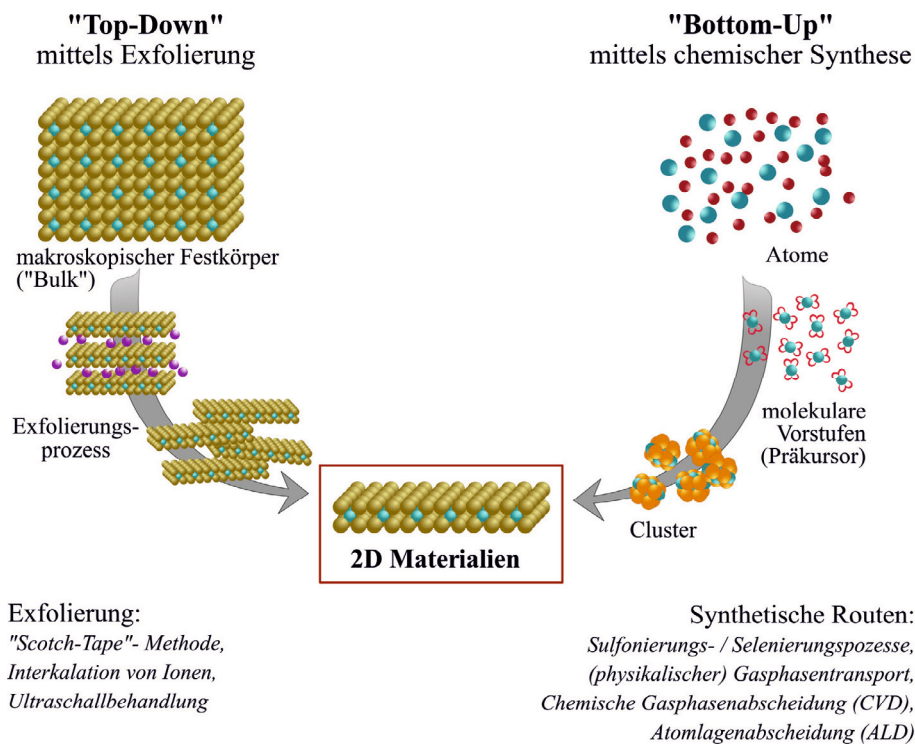 "Top-Down"
mittels Exfolierung
makroskopischer Festkörper
("Bulk")
Exfolierungs-
prozess
"Bottom-Up"
mittels chemischer Synthese
Atome
molekulare
Vorstufen
(Präkursor)
Cluster
2D Materialien
Exfolierung:
"Scotch-Tape"- Methode,
Interkalation von Ionen,
Ultraschallbehandlung
Synthetische Routen:
Sulfonierungs- / Selenierungspozesse,
(physikalischer) Gasphasentransport,
Chemische Gasphasenabscheidung (CVD),
Atomlagenabscheidung (ALD)